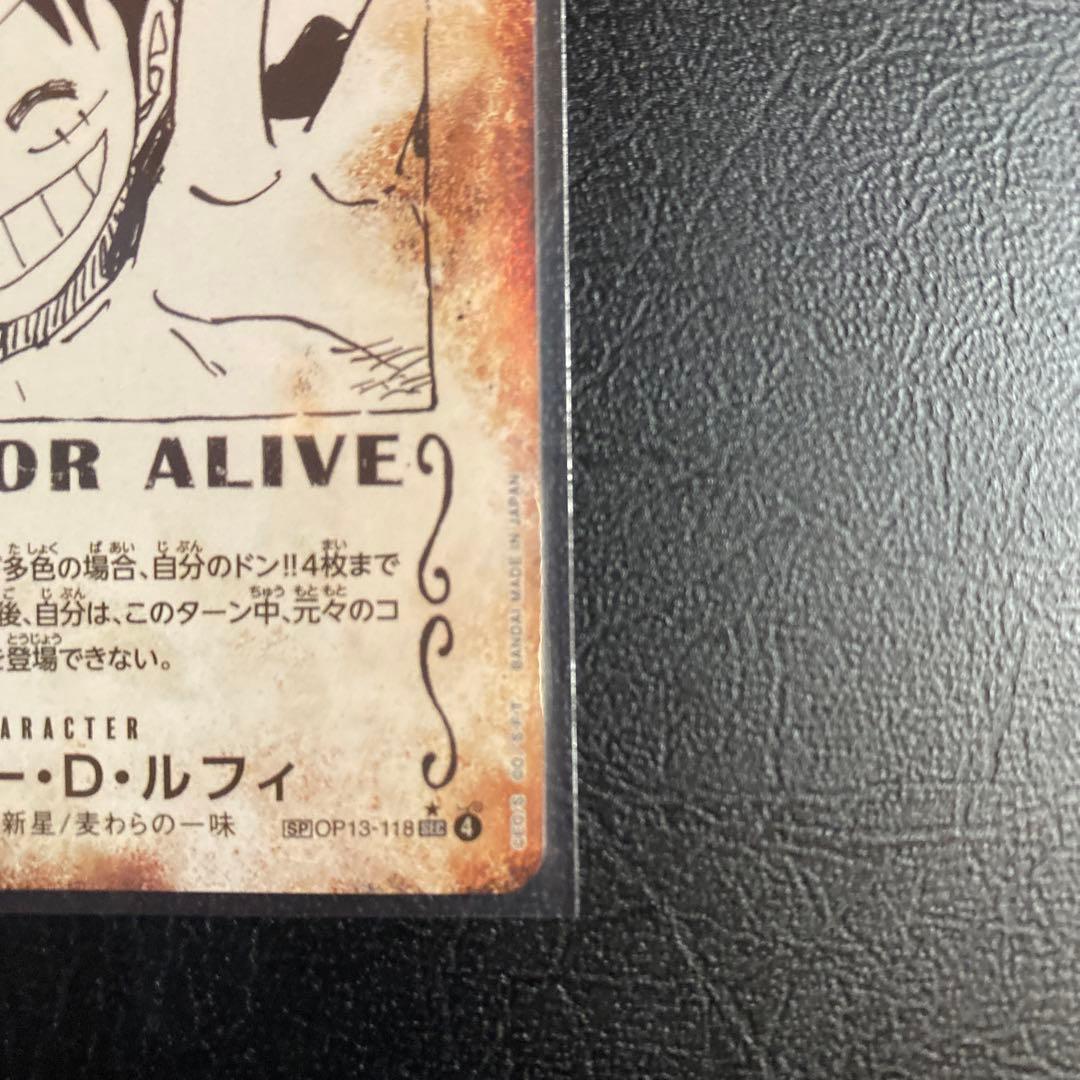 OR ALIVE
多色の場合、自分のドン!!4枚まで
後、自分は、このターン中、元々のコ
登場できない。
ARACTER
ー・D・ルフィ
新星/麦わらの一味
SP OP13-118 SEC 4
©E.O./S. ©O./S.・F・T BANDAI MADE IN JAPAN